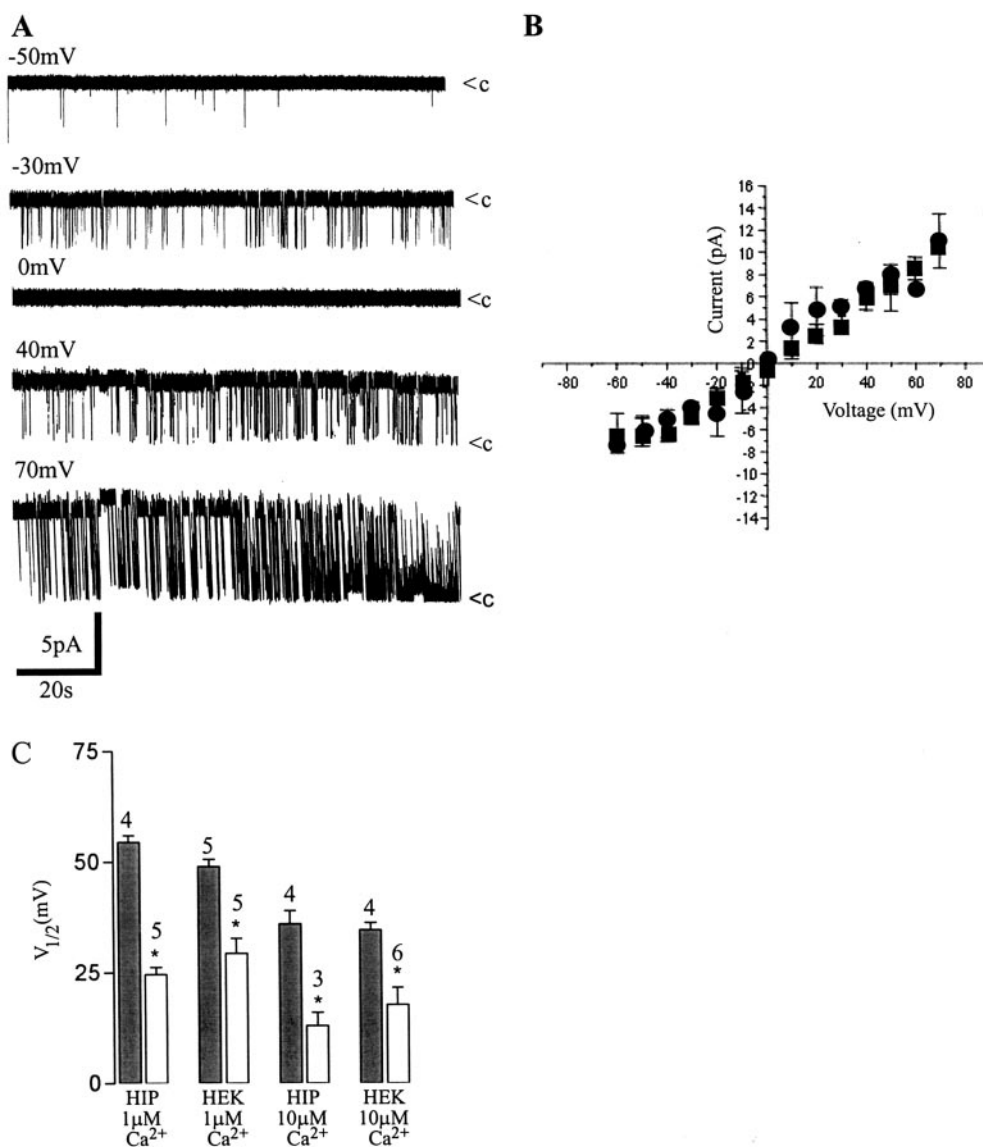 A
-50mV
<c
-30mV
<c
0mV
<c
40mV
<c
70mV
<c
5pA
20s
B
16
14
12
10
8
6
4
2
0
-2
-4
-6
-8
-10
-12
-14
Current (pA)
-80 -60 -40 -20 20 40 60 80
Voltage (mV)
C
75
50
25
0
V1/2(mV)
4
5
*
5
5
*
4
3
*
4
6
*
HIP HEK HIP HEK
1µM 1µM 10µM 10µM
Ca2+ Ca2+ Ca2+ Ca2+